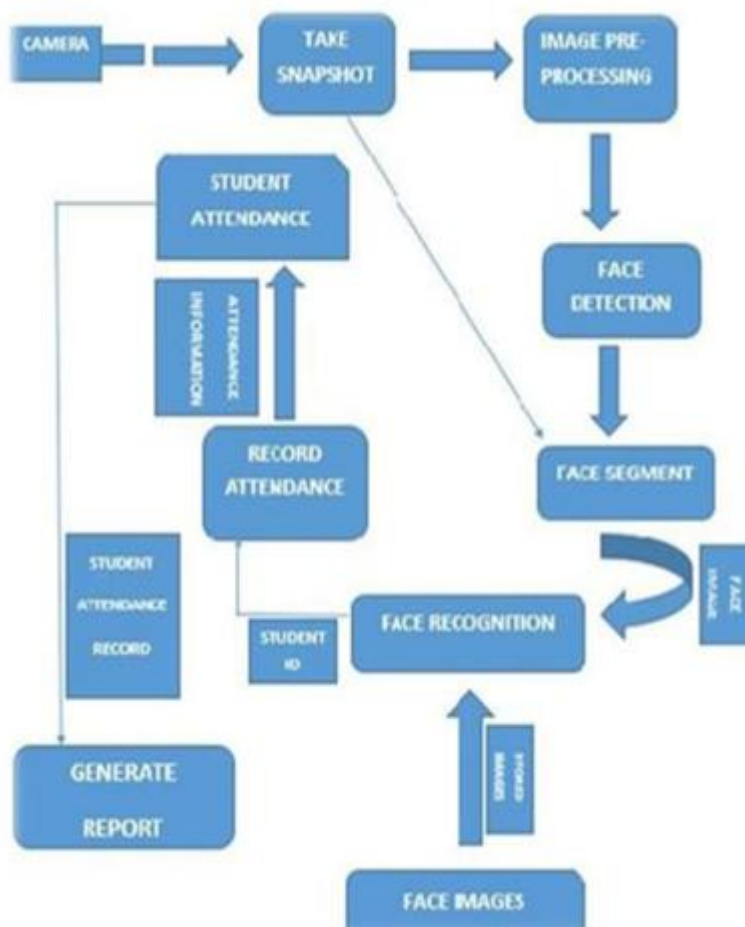 CAMERA
TAKE
SNAPSHOT
IMAGE PRE-
PROCESSING
STUDENT
ATTENDANCE
FACE
DETECTION
ATTENDANCE
INFORMATION
RECORD
ATTENDANCE
FACE SEGMENT
STUDENT
ATTENDANCE
RECORD
FACE
IMAGE
FACE RECOGNITION
STUDENT
ID
GENERATE
REPORT
STORED
IMAGES
FACE IMAGES